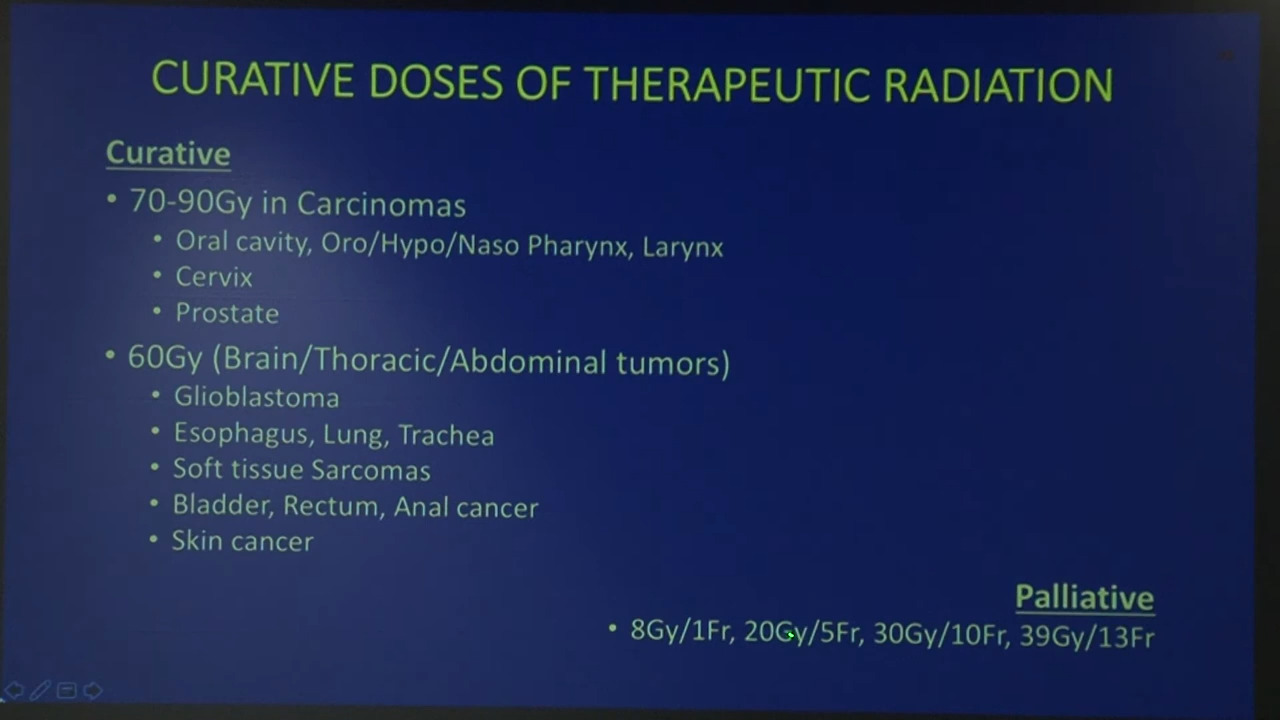 CURATIVE DOSES OF THERAPEUTIC RADIATION
Curative
• 70-90Gy in Carcinomas
• Oral cavity, Oro/Hypo/Naso Pharynx, Larynx
• Cervix
• Prostate
• 60Gy (Brain/Thoracic/Abdominal tumors)
• Glioblastoma
• Esophagus, Lung, Trachea
• Soft tissue Sarcomas
• Bladder, Rectum, Anal cancer
• Skin cancer
Palliative
• 8Gy/1Fr, 20Gy/5Fr, 30Gy/10Fr, 39Gy/13Fr